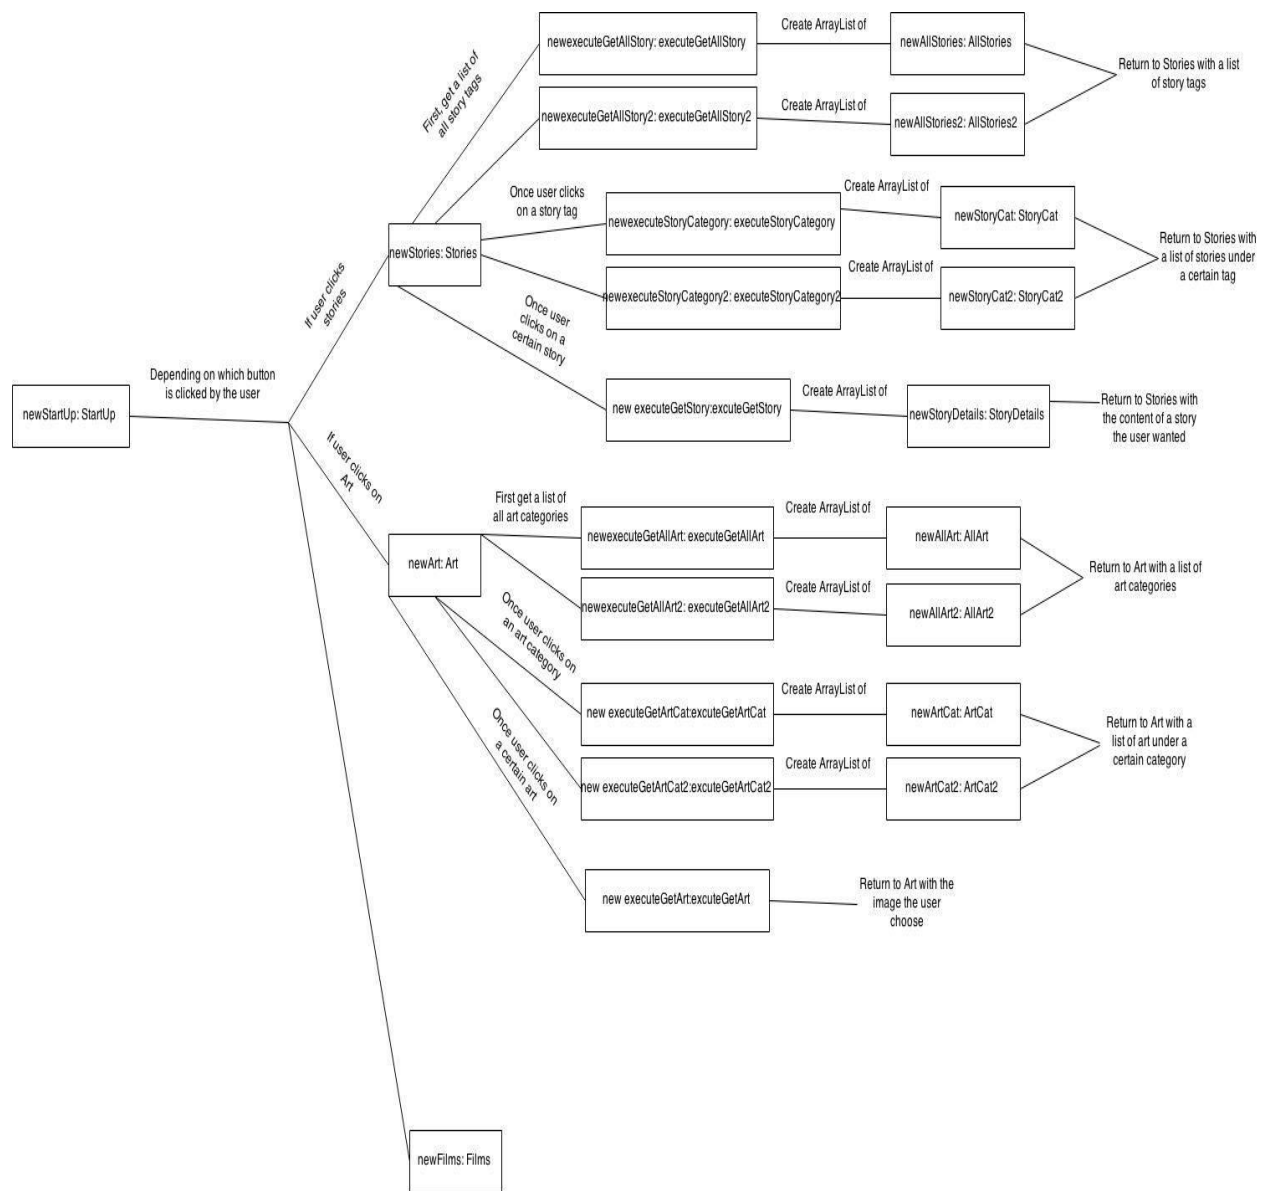 newexecuteGetAllStory: executeGetAllStory
Create ArrayList of
newAllStories: AllStories
Return to Stories with a list
of story tags
First, get a list of
all story tags
newexecuteGetAllStory2: executeGetAllStory2
Create ArrayList of
newAllStories2: AllStories2
Once user clicks
on a story tag
newexecuteStoryCategory: executeStoryCategory
Create ArrayList of
newStoryCat: StoryCat
Return to Stories with
a list of stories under
a certain tag
newStories: Stories
newexecuteStoryCategory2: executeStoryCategory2
Create ArrayList of
newStoryCat2: StoryCat2
If user clicks
stories
Once user
clicks on a
certain story
Depending on which button
is clicked by the user
newStartUp: StartUp
new executeGetStory:excuteGetStory
Create ArrayList of
newStoryDetails: StoryDetails
Return to Stories with
the content of a story
the user wanted
If user clicks on
Art
First get a list of
all art categories
newexecuteGetAllArt: executeGetAllArt
Create ArrayList of
newAllArt: AllArt
Return to Art with a list of
art categories
newArt: Art
newexecuteGetAllArt2: executeGetAllArt2
Create ArrayList of
newAllArt2: AllArt2
Once user clicks on
an art category
new executeGetArtCat:excuteGetArtCat
Create ArrayList of
newArtCat: ArtCat
Return to Art with a
list of art under a
certain category
Once user clicks on
a certain art
new executeGetArtCat2:excuteGetArtCat2
Create ArrayList of
newArtCat2: ArtCat2
new executeGetArt:excuteGetArt
Return to Art with the
image the user
choose
newFilms: Films